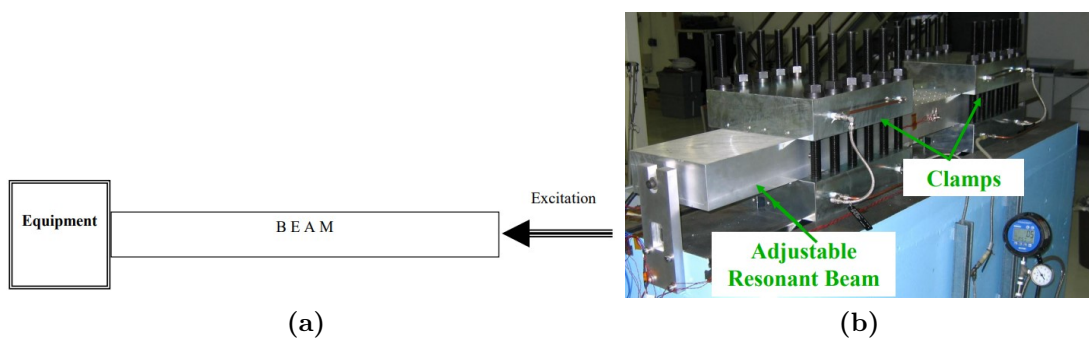 Equipment
B E A M
Excitation
Clamps
Adjustable
Resonant Beam
(a)
(b)